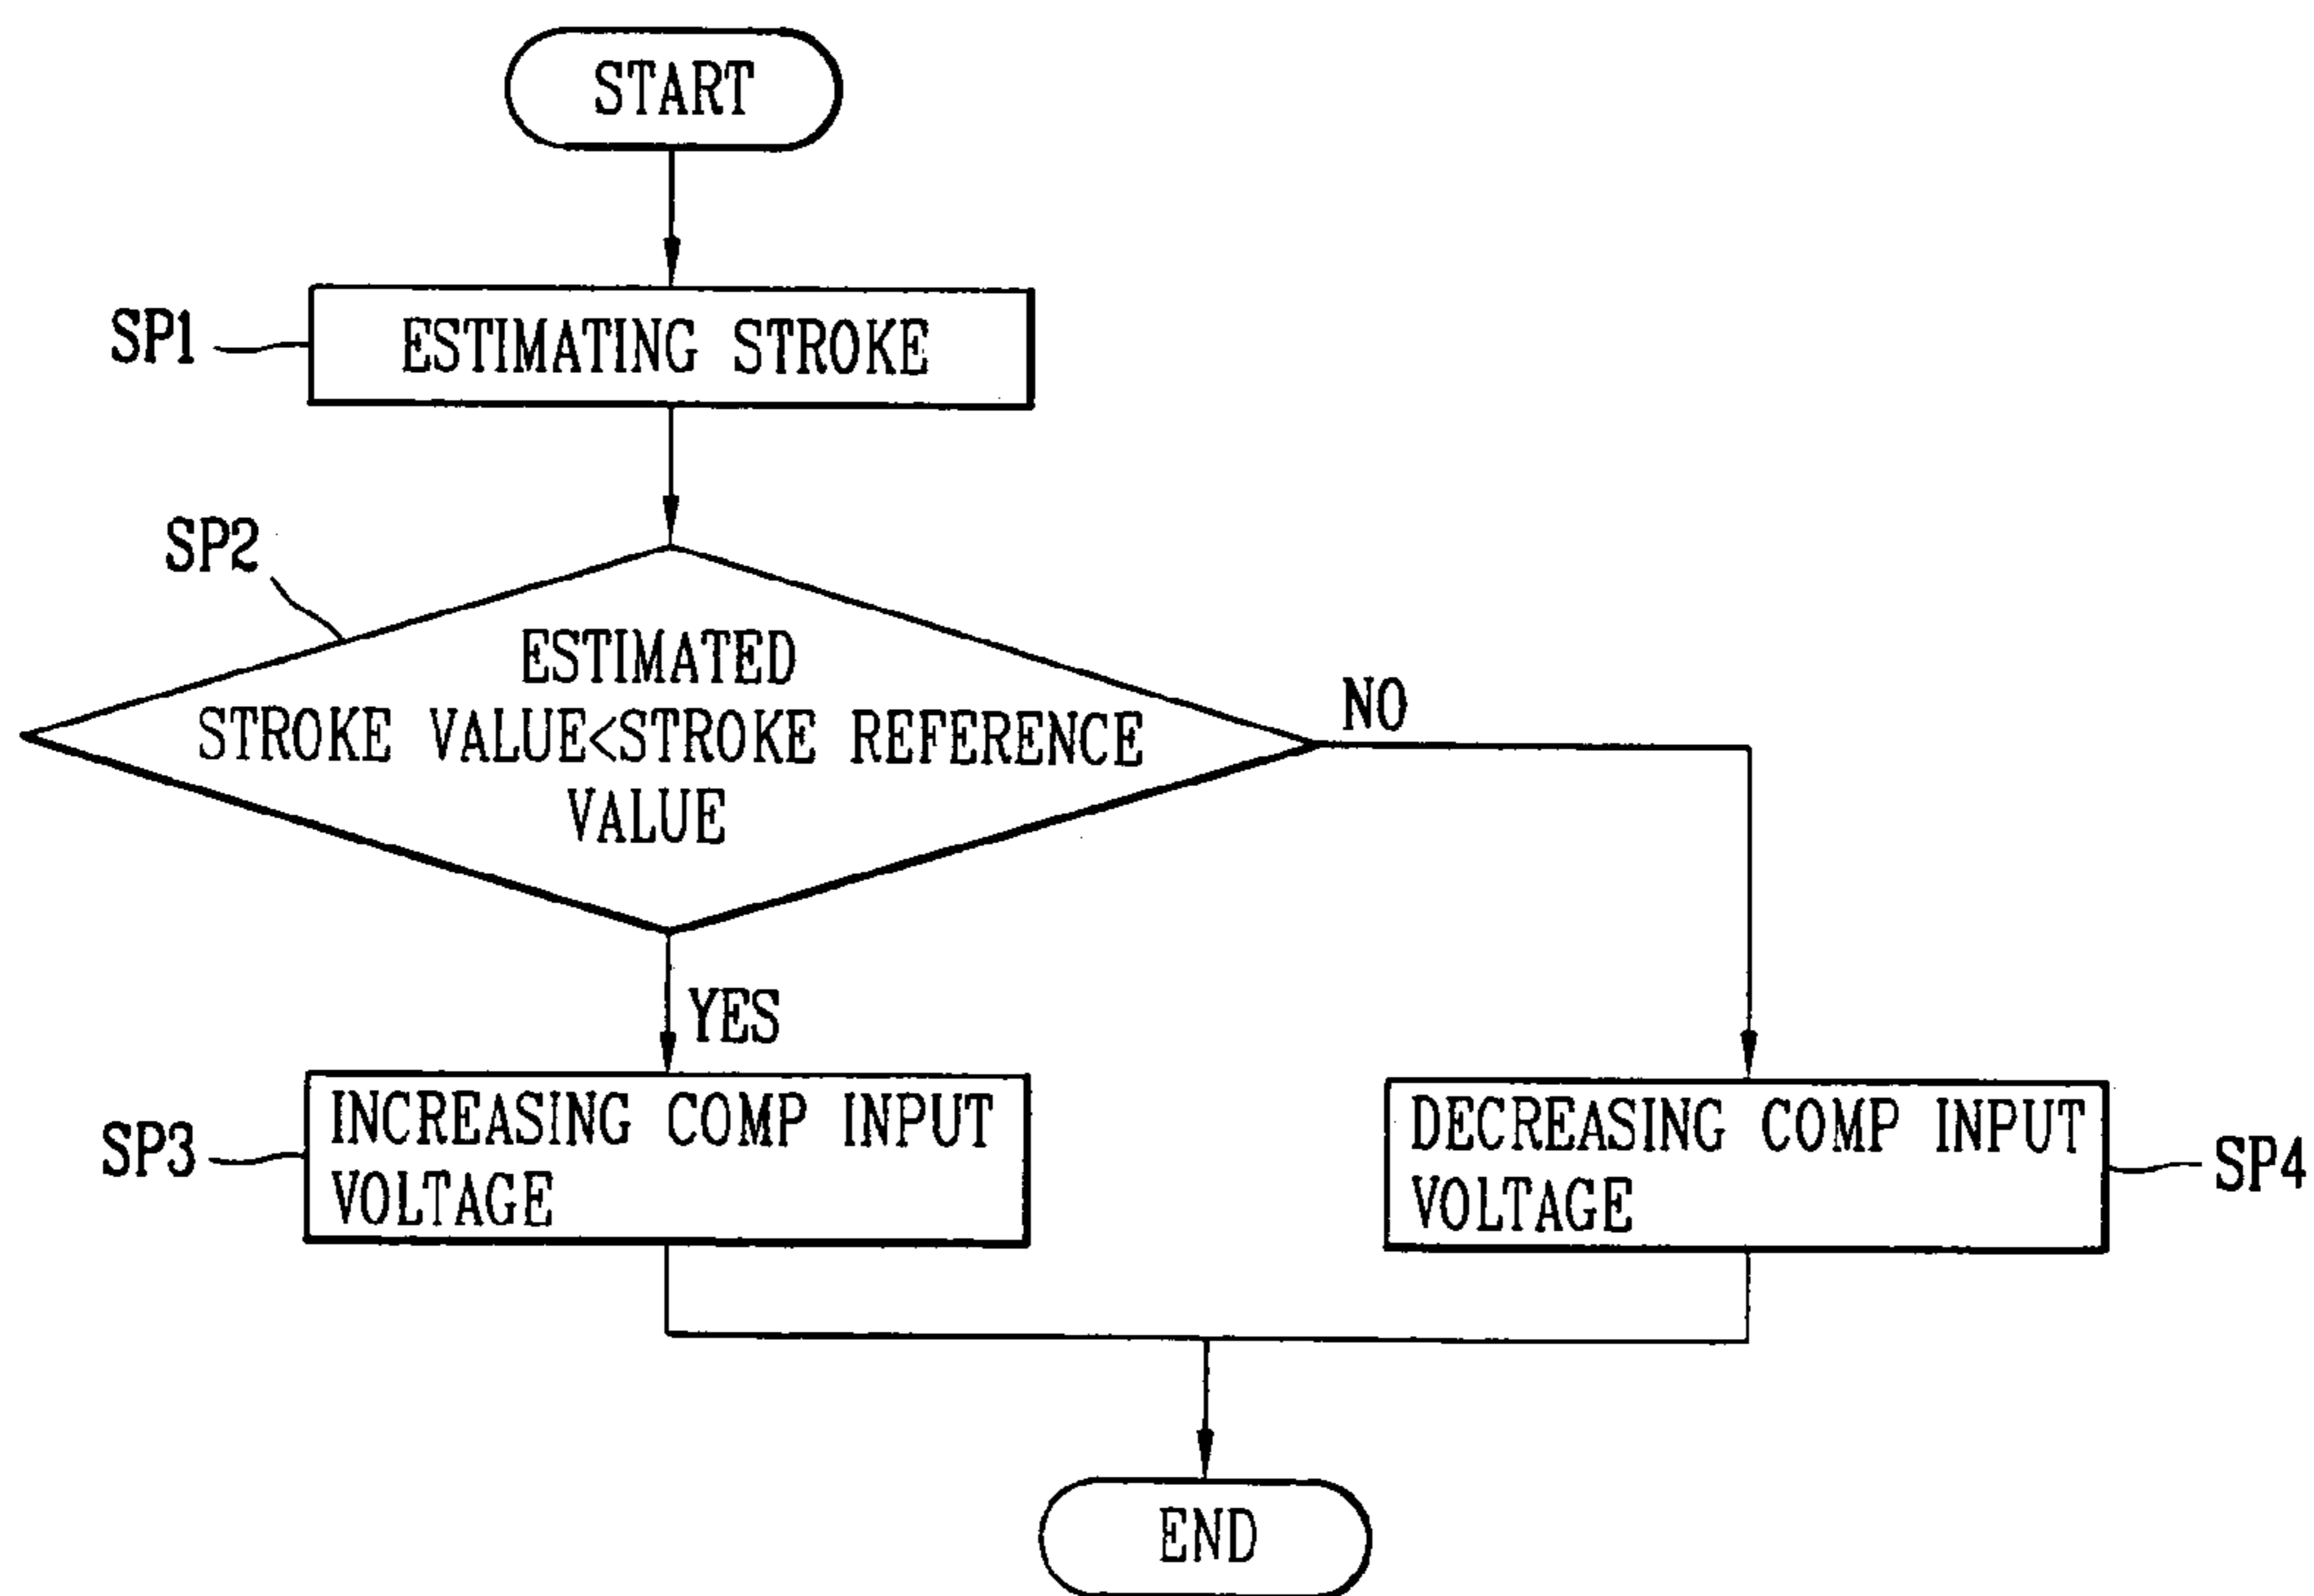 START
SP1
ESTIMATING STROKE
SP2
ESTIMATED
STROKE VALUE<STROKE REFERENCE
VALUE
NO
YES
SP3
INCREASING COMP INPUT
VOLTAGE
DECREASING COMP INPUT
VOLTAGE
SP4
END